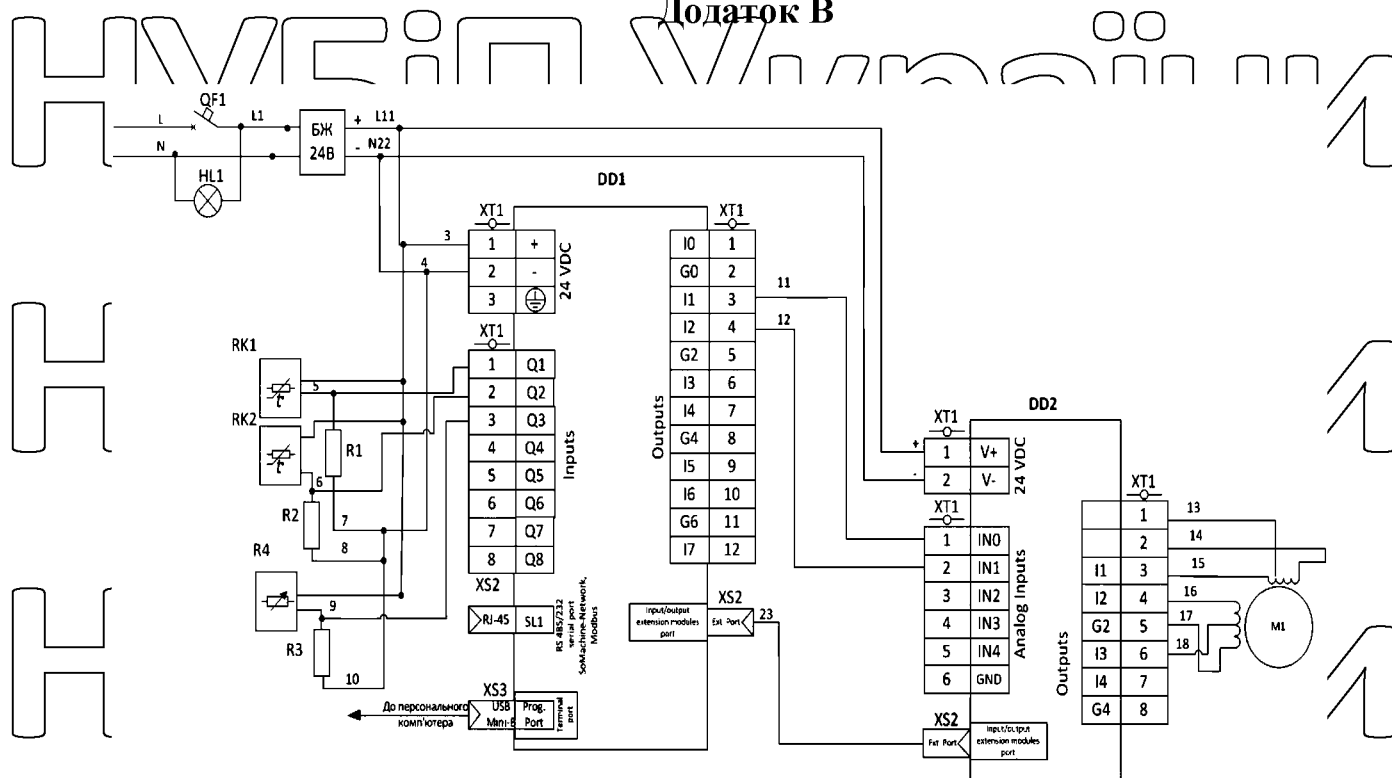 Додаток В
НУБіП України
QF1
L
L1
БЖ
24В
+
L11
N
-
N22
HL1
DD1
XT1
3
1
+
4
2
-
3
24 VDC
XT1
1
Q1
2
Q2
3
Q3
4
Q4
5
Q5
6
Q6
7
Q7
8
Q8
Inputs
XS2
RJ-45
SL1
RS 485/232
serial port
SoMachine-Network,
Modbus
XS3
USB
Mini-B
Prog.
Port
Terminal
port
До персонального
комп'ютера
RK1
t°
5
RK2
t°
R1
6
R2
7
8
R4
9
R3
10
XT1
I0
1
G0
2
I1
3
I2
4
G2
5
I3
6
I4
7
G4
8
I5
9
I6
10
G6
11
I7
12
Outputs
11
12
Input/output
extension modules
port
XS2
Ext Port
23
DD2
XT1
+
1
V+
-
2
V-
24 VDC
XT1
1
IN0
2
IN1
3
IN2
4
IN3
5
IN4
6
GND
Analog Inputs
XS2
Ext Port
Input/output
extension modules
port
XT1
1
13
2
14
I1
3
15
I2
4
16
G2
5
17
I3
6
18
I4
7
G4
8
Outputs
M1
Н
Н